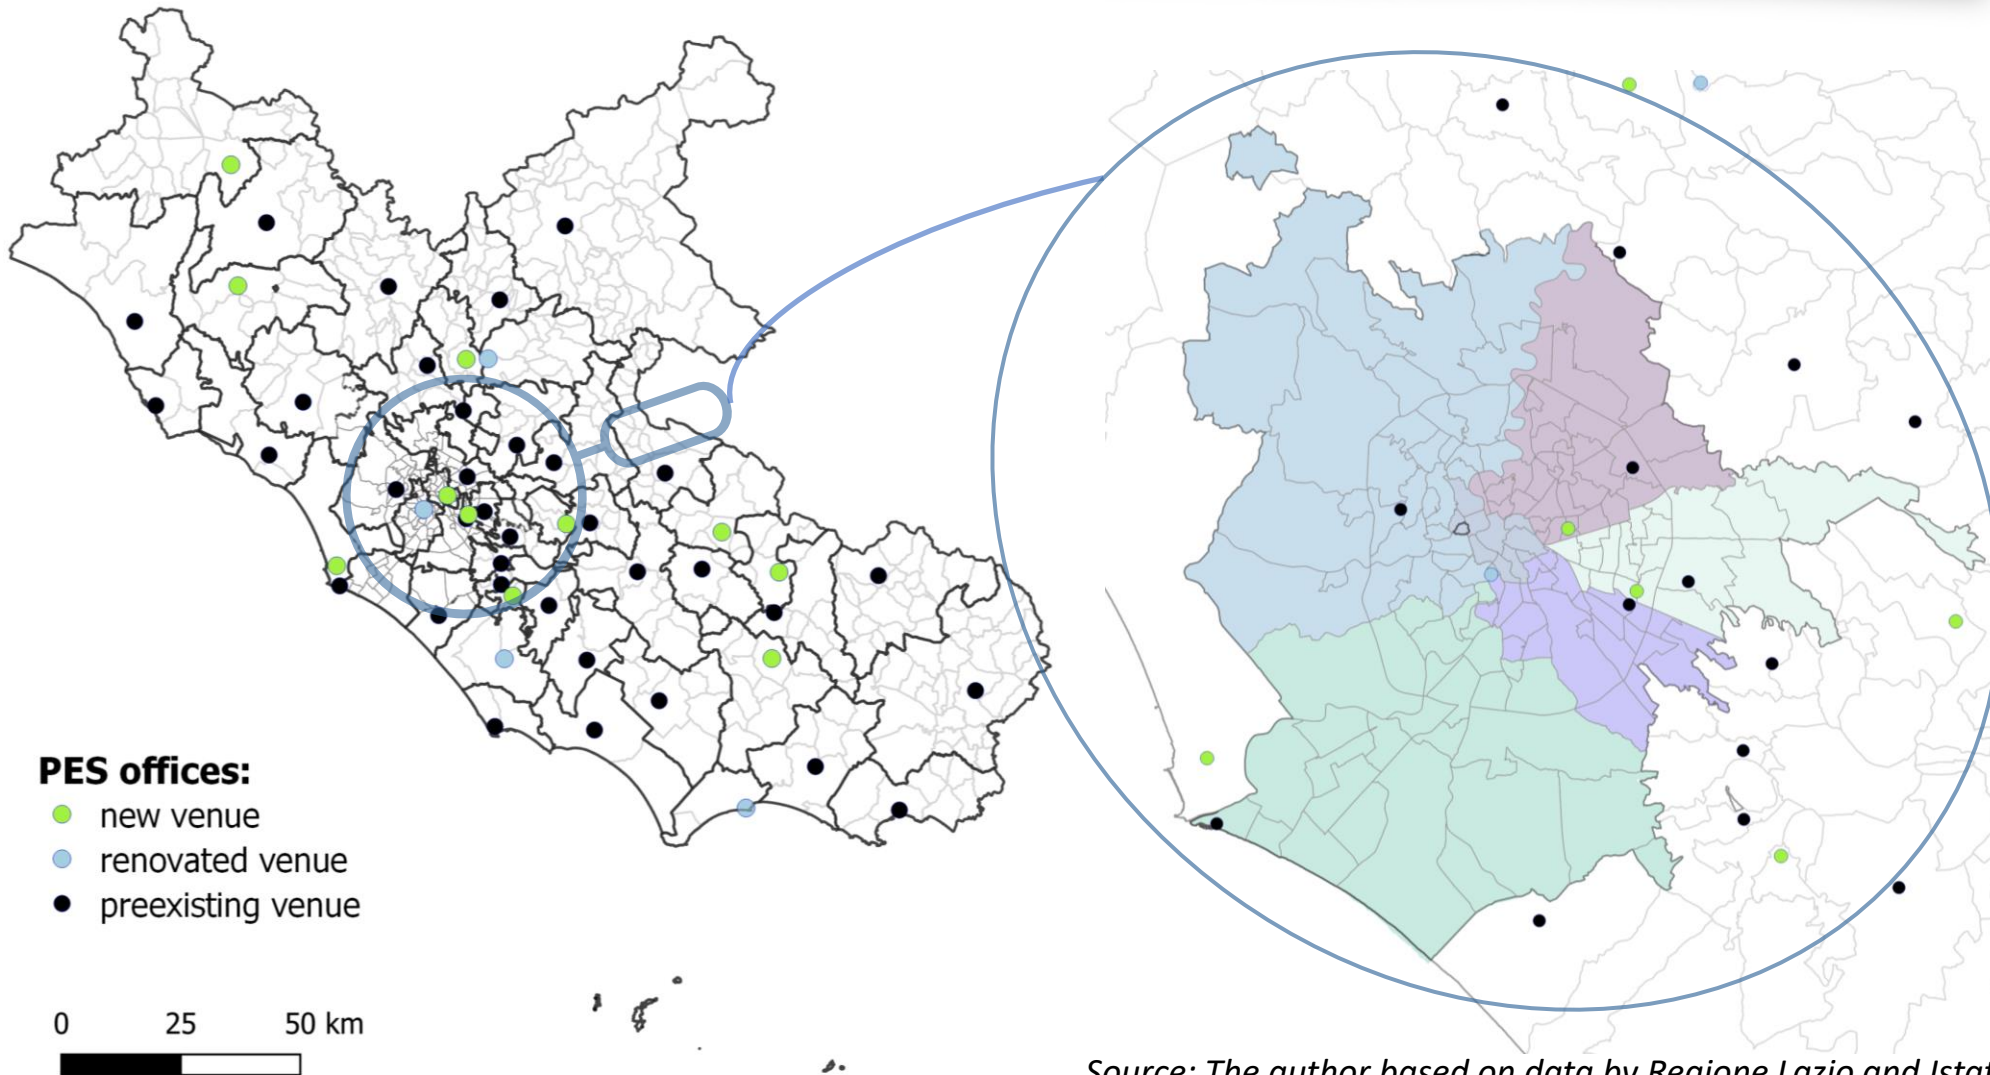 PES offices:
new venue
renovated venue
preexisting venue
0 25 50 km
Source: The author based on data by Regione Lazio and Istat